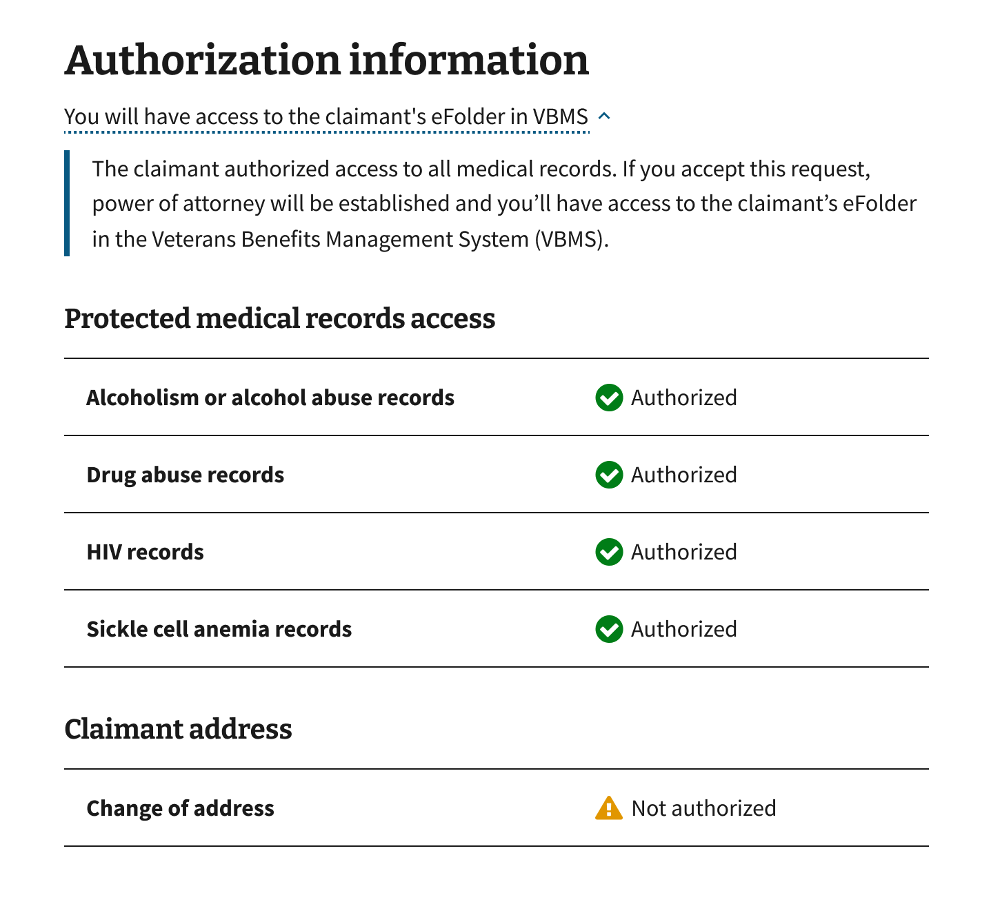 Authorization information
You will have access to the claimant's eFolder in VBMS
The claimant authorized access to all medical records. If you accept this request,
power of attorney will be established and you’ll have access to the claimant’s eFolder
in the Veterans Benefits Management System (VBMS).
Protected medical records access
Alcoholism or alcohol abuse records Authorized
Drug abuse records Authorized
HIV records Authorized
Sickle cell anemia records Authorized
Claimant address
Change of address Not authorized